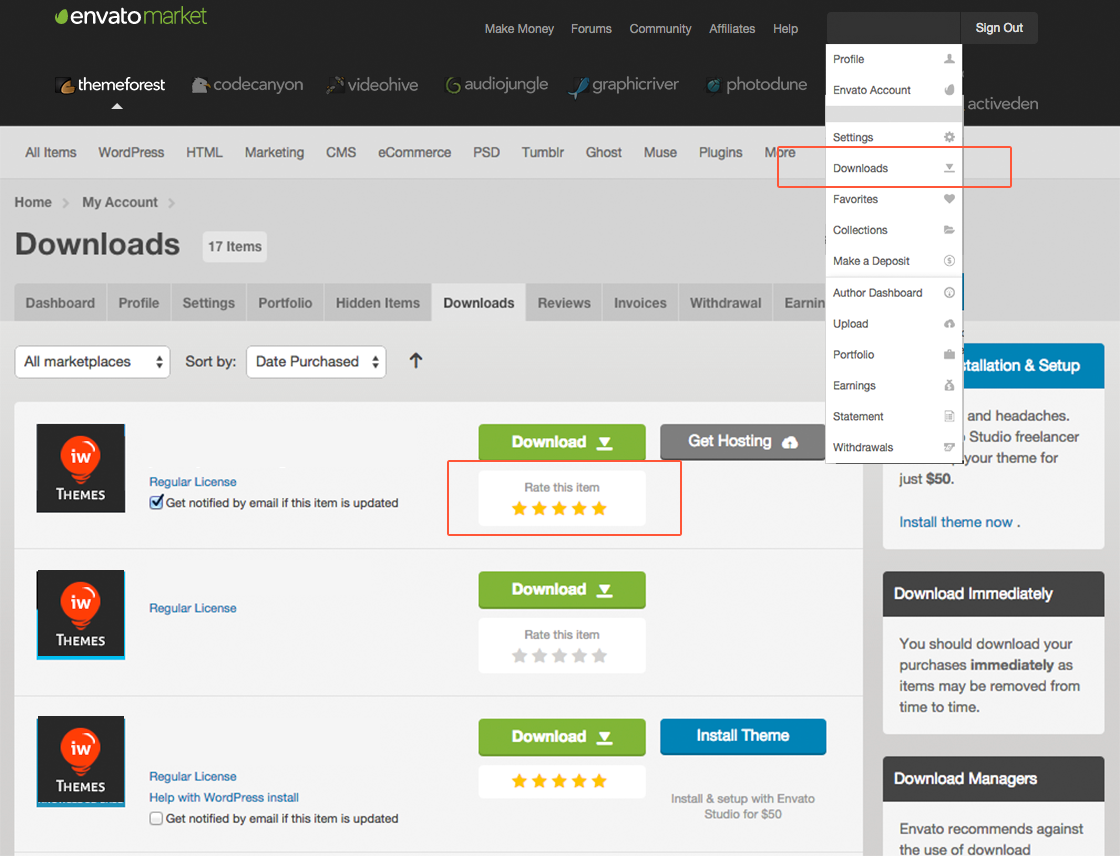 envatomarket
Make Money Forums Community Affiliates Help Sign Out
themeforest codecanyon videohive audiojungle graphicriver photodune activeden
Profile
Envato Account
Settings
Downloads
Favorites
Collections
Make a Deposit
Author Dashboard
Upload
Portfolio
Earnings
Statement
Withdrawals
All Items WordPress HTML Marketing CMS eCommerce PSD Tumblr Ghost Muse Plugins More
Home My Account
Downloads 17 Items
Dashboard Profile Settings Portfolio Hidden Items Downloads Reviews Invoices Withdrawal Earnin
All marketplaces Sort by: Date Purchased
iw
THEMES
Regular License
Get notified by email if this item is updated
Download
Get Hosting
Rate this item
iw
THEMES
Regular License
Download
Rate this item
iw
THEMES
Regular License
Help with WordPress install
Get notified by email if this item is updated
Download
Install Theme
Install & setup with Envato
Studio for $50
tallation & Setup
and headaches.
Studio freelancer
your theme for
just $50.
Install theme now .
Download Immediately
You should download your
purchases immediately as
items may be removed from
time to time.
Download Managers
Envato recommends against
the use of download